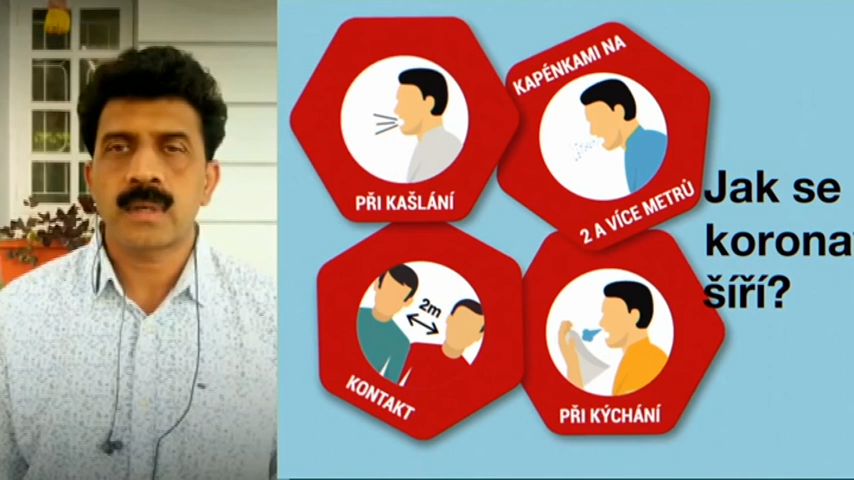 PŘI KAŠLÁNÍ
KAPÉNKAMI NA
2 A VÍCE METRŮ
Jak se
šíří?
2m
KONTAKT
PŘI KÝCHÁNÍ